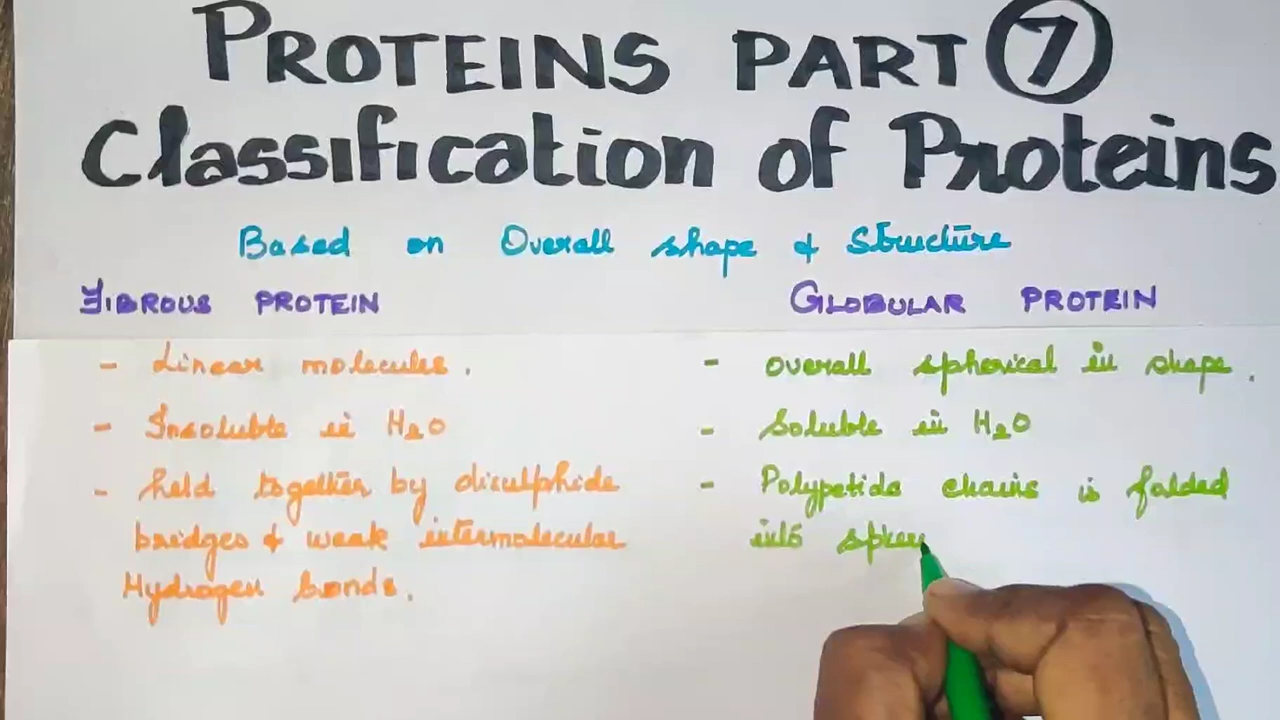 PROTEINS PART 7
Classification of Proteins
Based on Overall shape & Structure
FIBROUS PROTEIN
- Linear molecules.
- Insoluble in H₂O
- held together by disulphide
bridges & weak intermolecular
Hydrogen bonds.
GLOBULAR PROTEIN
- overall spherical in shape.
- Soluble in H₂O
- Polypetide chains is folded
into